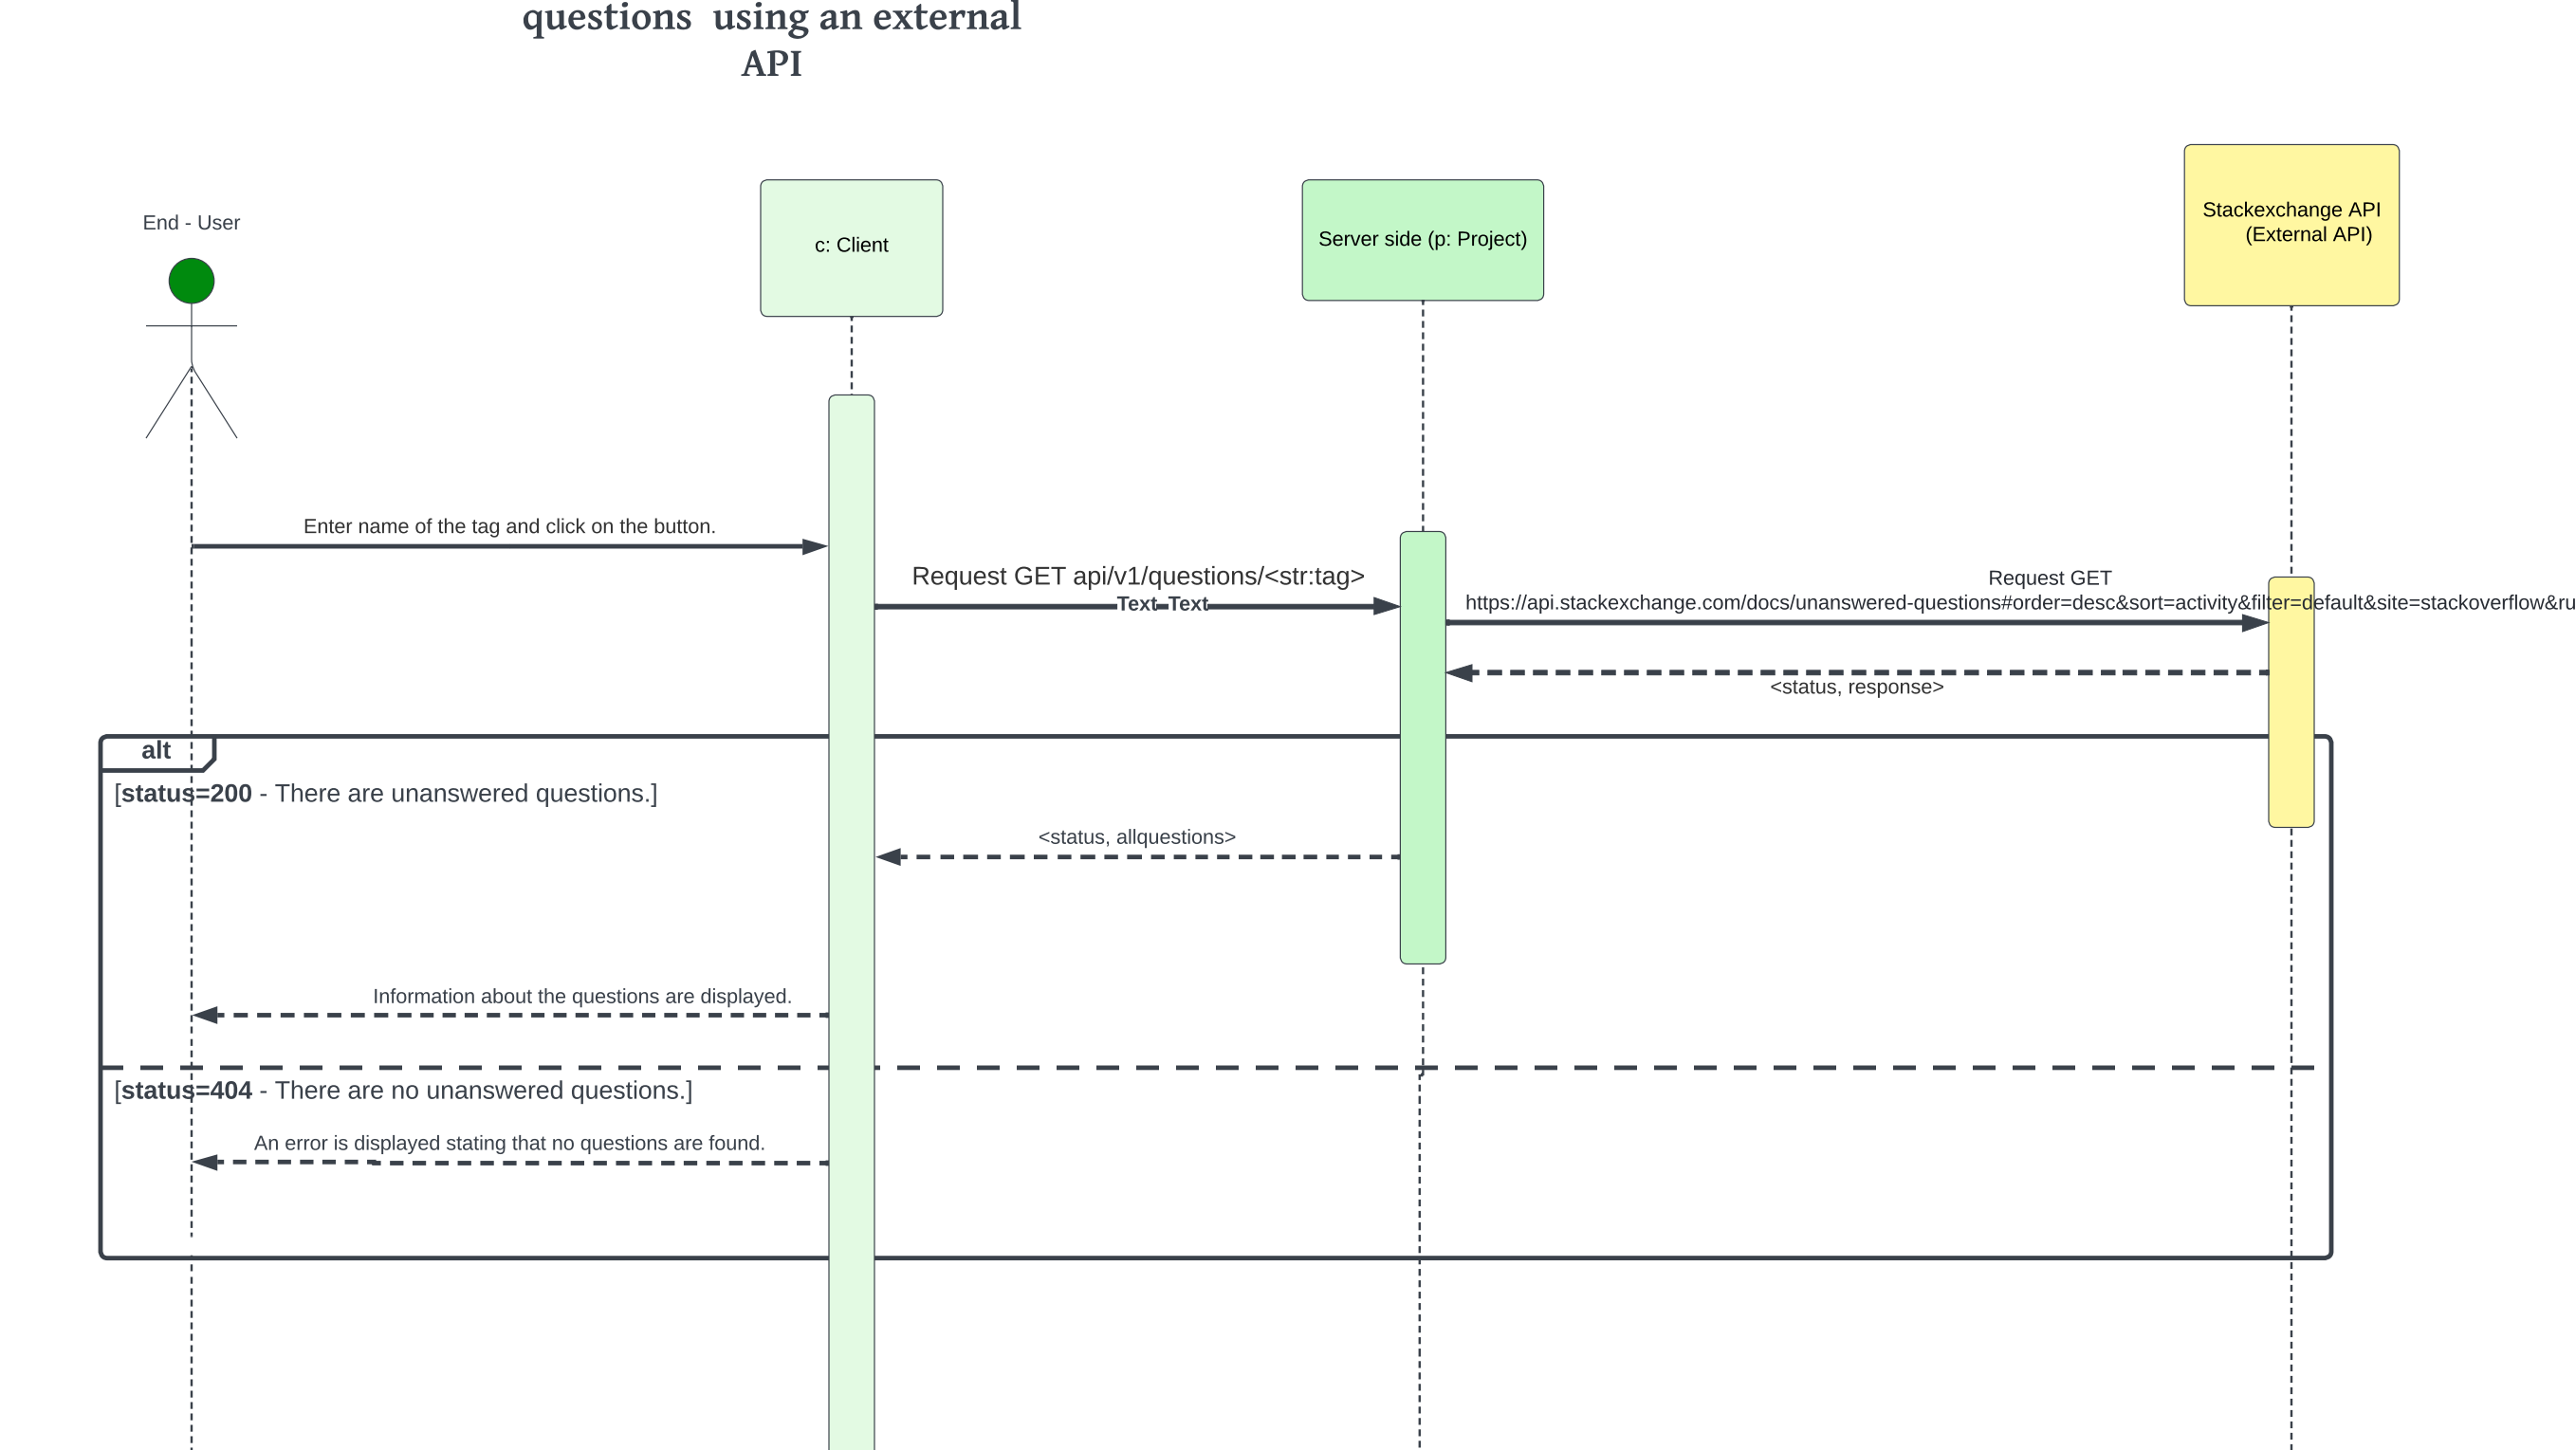 questions  using an external
API
End - User
c: Client
Server side (p: Project)
Stackexchange API
(External API)
Enter name of the tag and click on the button.
Request GET api/v1/questions/<str:tag>
Text Text
Request GET
https://api.stackexchange.com/docs/unanswered-questions#order=desc&sort=activity&filter=default&site=stackoverflow&ru
<status, response>
alt
[status=200 - There are unanswered questions.]
<status, allquestions>
Information about the questions are displayed.
[status=404 - There are no unanswered questions.]
An error is displayed stating that no questions are found.